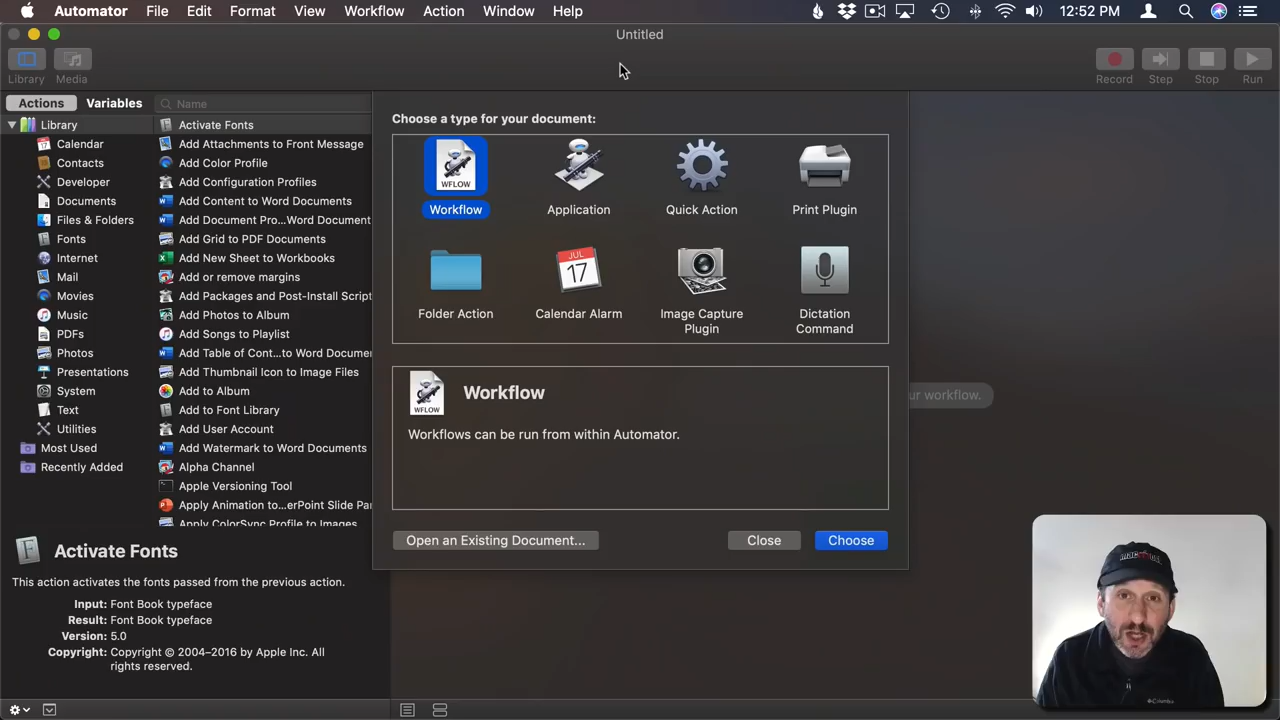 Automator File Edit Format View Workflow Action Window Help 12:52 PM
Untitled
Library Media Record Step Stop Run
Actions Variables Name
Library
Calendar
Contacts
Developer
Documents
Files & Folders
Fonts
Internet
Mail
Movies
Music
PDFs
Photos
Presentations
System
Text
Utilities
Most Used
Recently Added
Activate Fonts
Add Attachments to Front Message
Add Color Profile
Add Configuration Profiles
Add Content to Word Documents
Add Document Pro...Word Document
Add Grid to PDF Documents
Add New Sheet to Workbooks
Add or remove margins
Add Packages and Post-Install Script
Add Photos to Album
Add Songs to Playlist
Add Table of Cont...to Word Docume
Add Thumbnail Icon to Image Files
Add to Album
Add to Font Library
Add User Account
Add Watermark to Word Documents
Alpha Channel
Apple Versioning Tool
Apply Animation to...erPoint Slide Pa
Apply ColorSync Profile to Images
Choose a type for your document:
WFLOW
Workflow
Application
Quick Action
Print Plugin
Folder Action
JUL
17
Calendar Alarm
Image Capture
Plugin
Dictation
Command
WFLOW
Workflow
Workflows can be run from within Automator.
Open an Existing Document... Close Choose
ur workflow.
Activate Fonts
This action activates the fonts passed from the previous action.
Input: Font Book typeface
Result: Font Book typeface
Version: 5.0
Copyright: © 2004–2016 by Apple Inc. All
rights reserved.
Columbia